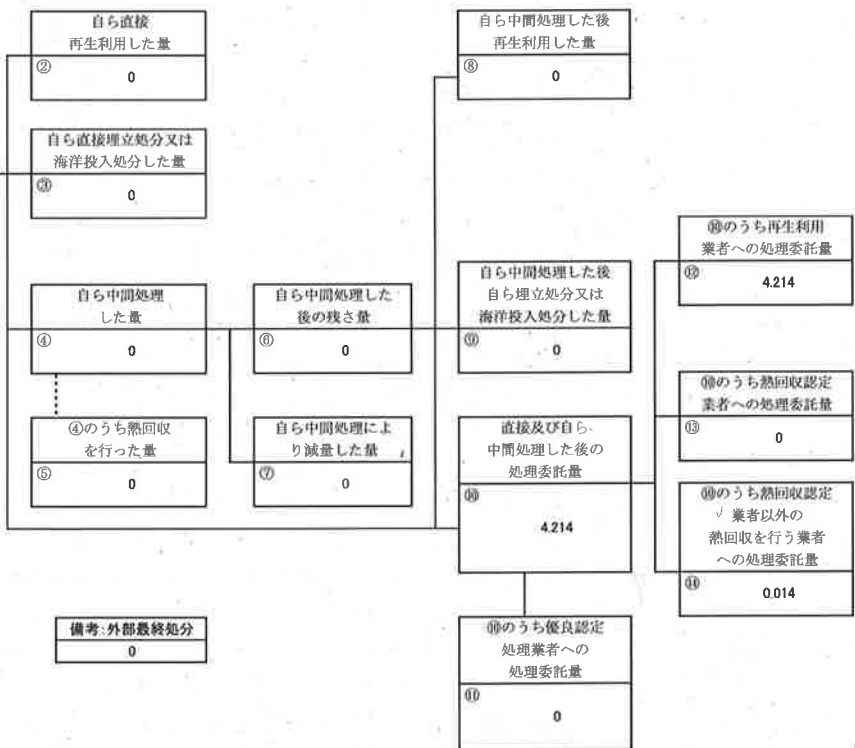 自ら直接
再生利用した量
②
0
自ら直接埋立処分又は
海洋投入処分した量
③
0
自ら中間処理
した量
④
0
④のうち熱回収
を行った量
⑤
0
自ら中間処理した
後の残さ量
⑥
0
自ら中間処理によ
り減量した量
⑦
0
自ら中間処理した後
再生利用した量
⑧
0
自ら中間処理した後
自ら埋立処分又は
海洋投入処分した量
⑨
0
直接及び自ら
中間処理した後の
処理委託量
⑩
4.214
⑩のうち優良認定
処理業者への
処理委託量
⑪
0
⑩のうち再生利用
業者への処理委託量
⑫
4.214
⑩のうち熱回収認定
業者への処理委託量
⑬
0
⑩のうち熱回収認定
業者以外の
熱回収を行う業者
への処理委託量
⑭
0.014
備考:外部最終処分
0